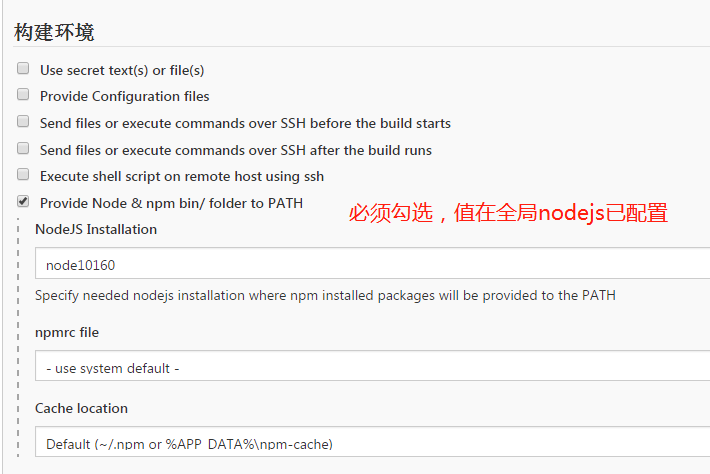 构建环境
Use secret text(s) or file(s)
Provide Configuration files
Send files or execute commands over SSH before the build starts
Send files or execute commands over SSH after the build runs
Execute shell script on remote host using ssh
Provide Node & npm bin/ folder to PATH
必须勾选，值在全局nodejs已配置
NodeJS Installation
node10160
Specify needed nodejs installation where npm installed packages will be provided to the PATH
npmrc file
- use system default -
Cache location
Default (~/.npm or %APP_DATA%\npm-cache)